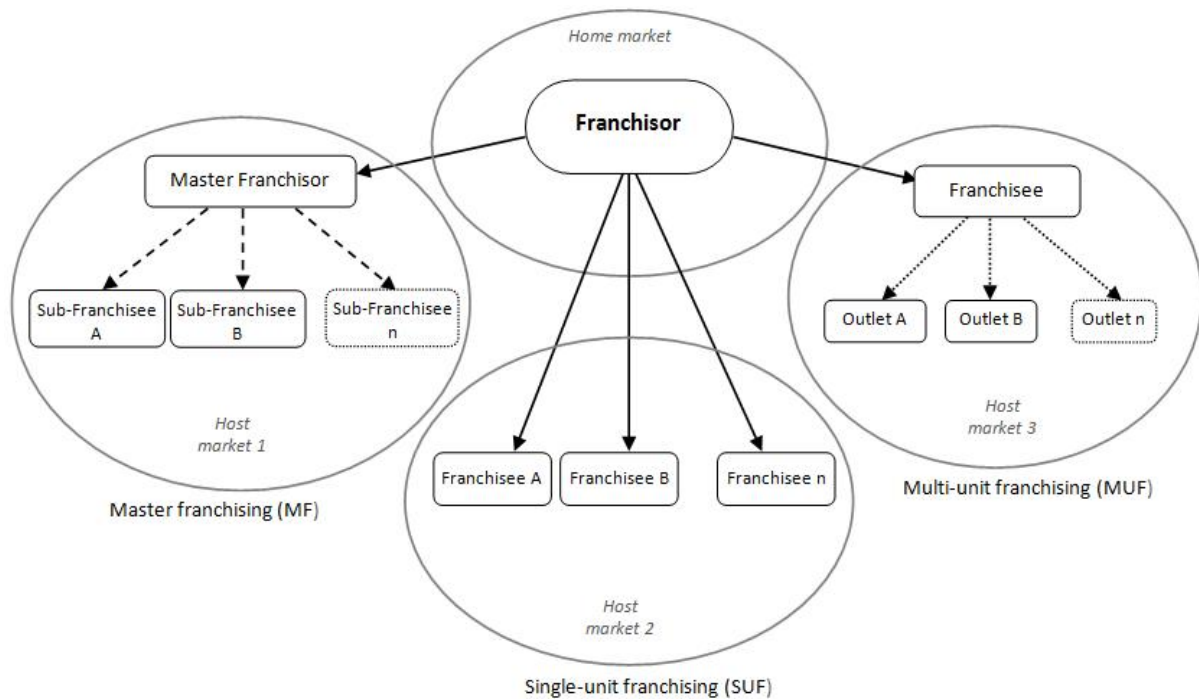 Home market
Franchisor
Master Franchisor
Franchisee
Sub-Franchisee
A
Sub-Franchisee
B
Sub-Franchisee
n
Outlet A
Outlet B
Outlet n
Host
market 1
Host
market 3
Franchisee A
Franchisee B
Franchisee n
Master franchising (MF)
Multi-unit franchising (MUF)
Host
market 2
Single-unit franchising (SUF)